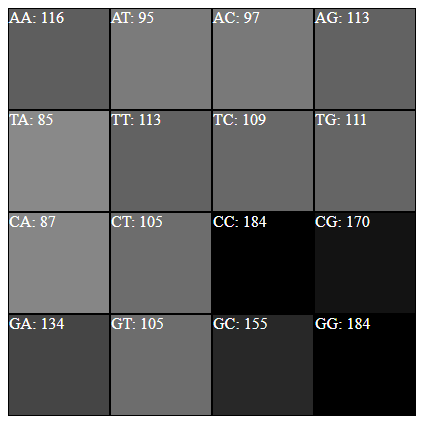 AA: 116 AT: 95 AC: 97 AG: 113
TA: 85 TT: 113 TC: 109 TG: 111
CA: 87 CT: 105 CC: 184 CG: 170
GA: 134 GT: 105 GC: 155 GG: 184